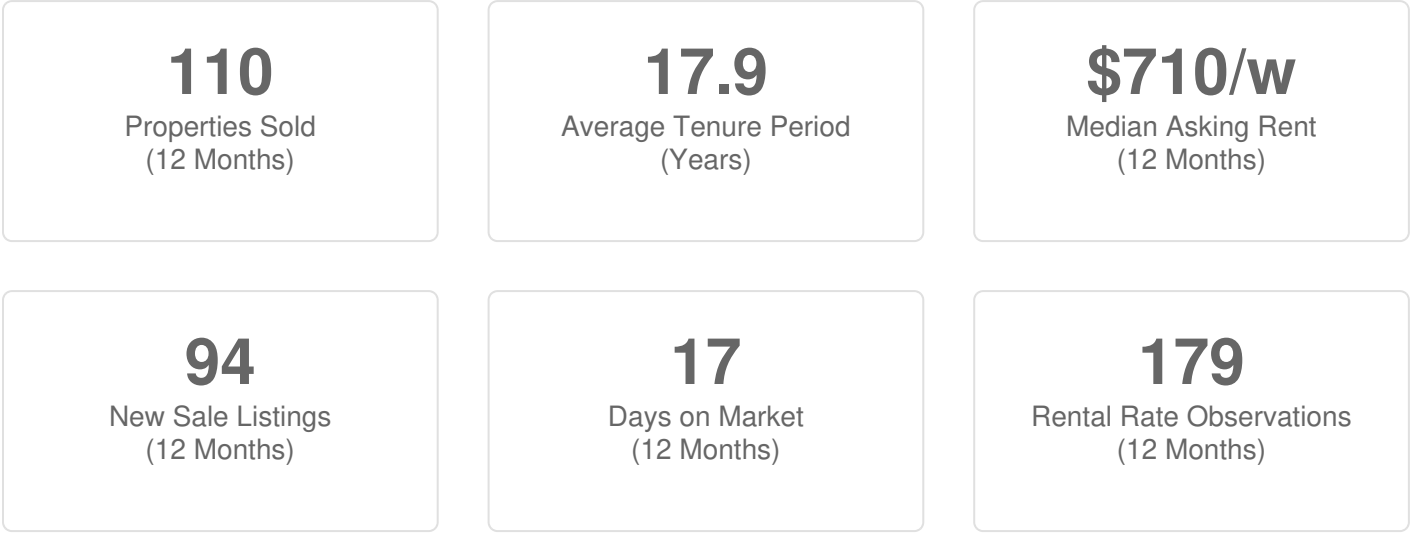 110
Properties Sold
(12 Months)
17.9
Average Tenure Period
(Years)
$710/w
Median Asking Rent
(12 Months)
94
New Sale Listings
(12 Months)
17
Days on Market
(12 Months)
179
Rental Rate Observations
(12 Months)